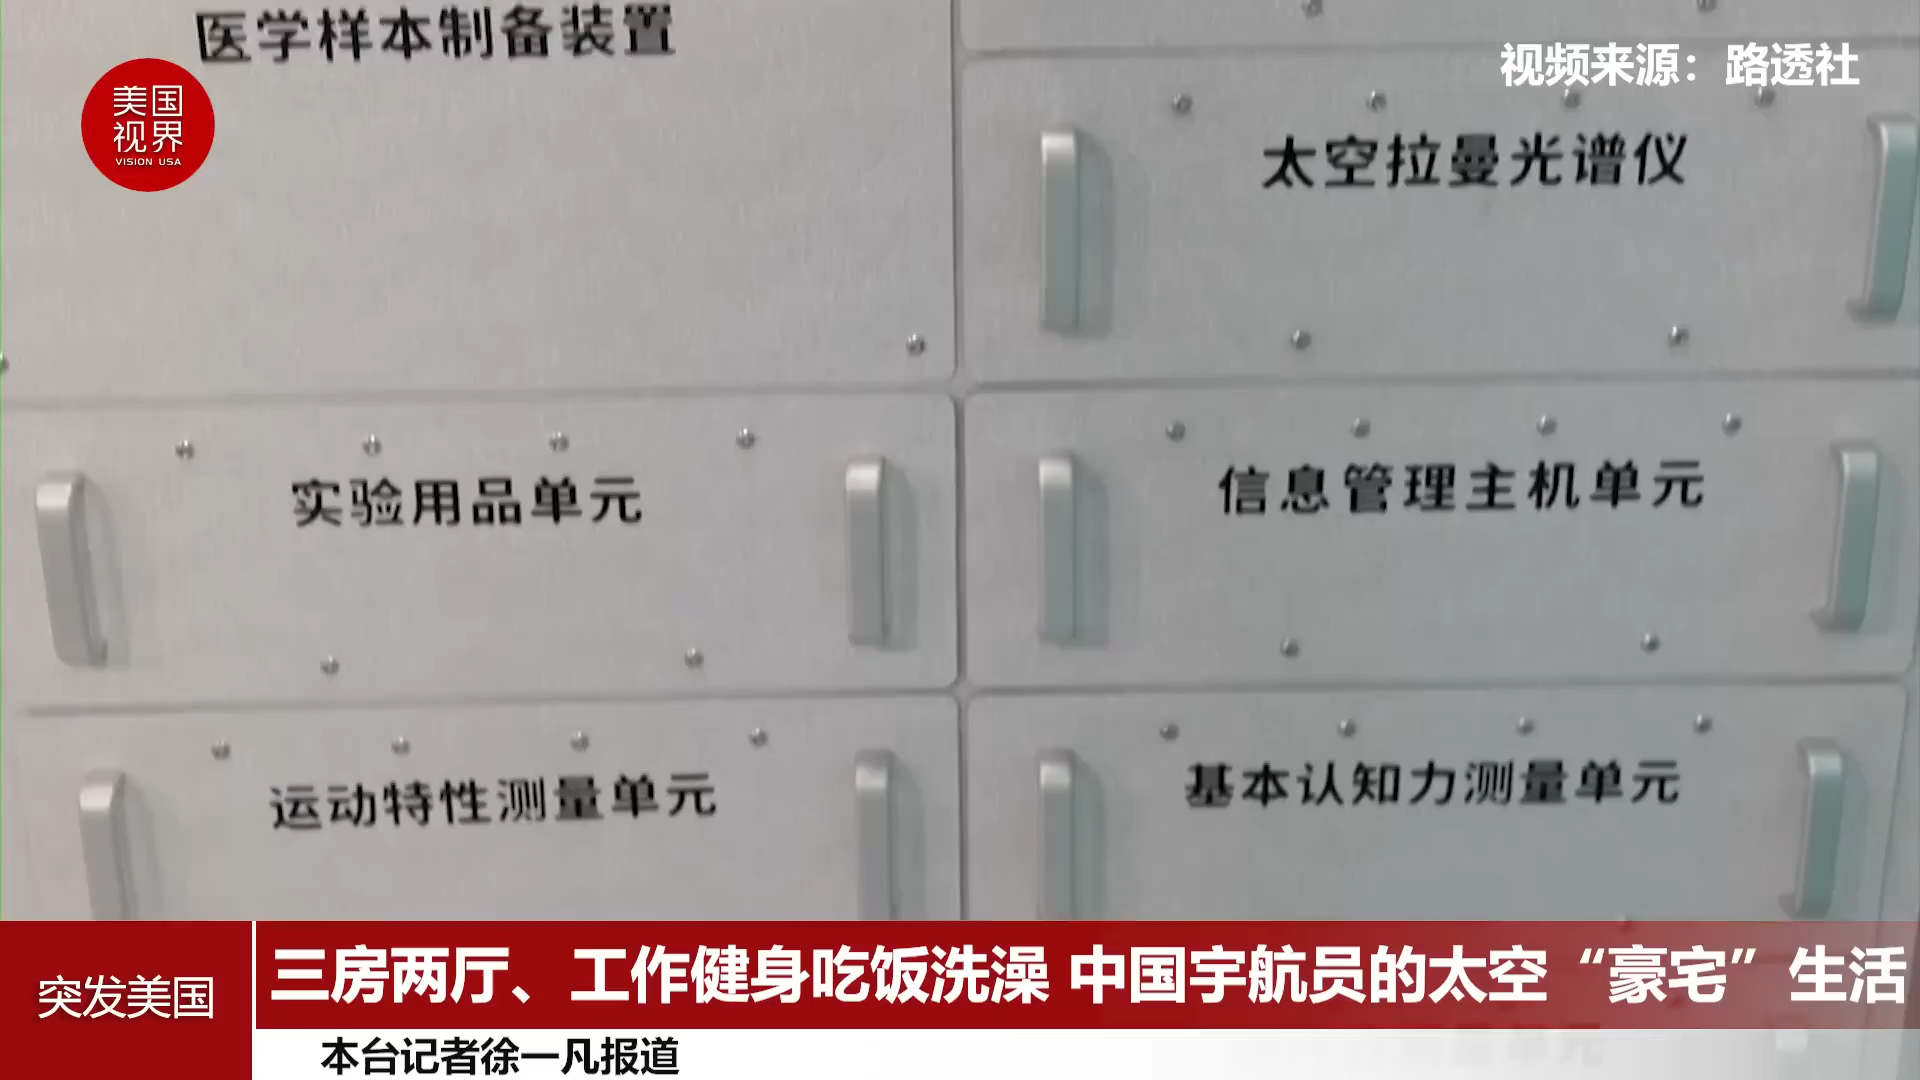 医学样本制备装置
视频来源：路透社
美国
视界
VISION USA
太空拉曼光谱仪
实验用品单元
信息管理主机单元
运动特性测量单元
基本认知力测量单元
突发美国
三房两厅、工作健身吃饭洗澡 中国宇航员的太空“豪宅”生活
本台记者徐一凡报道